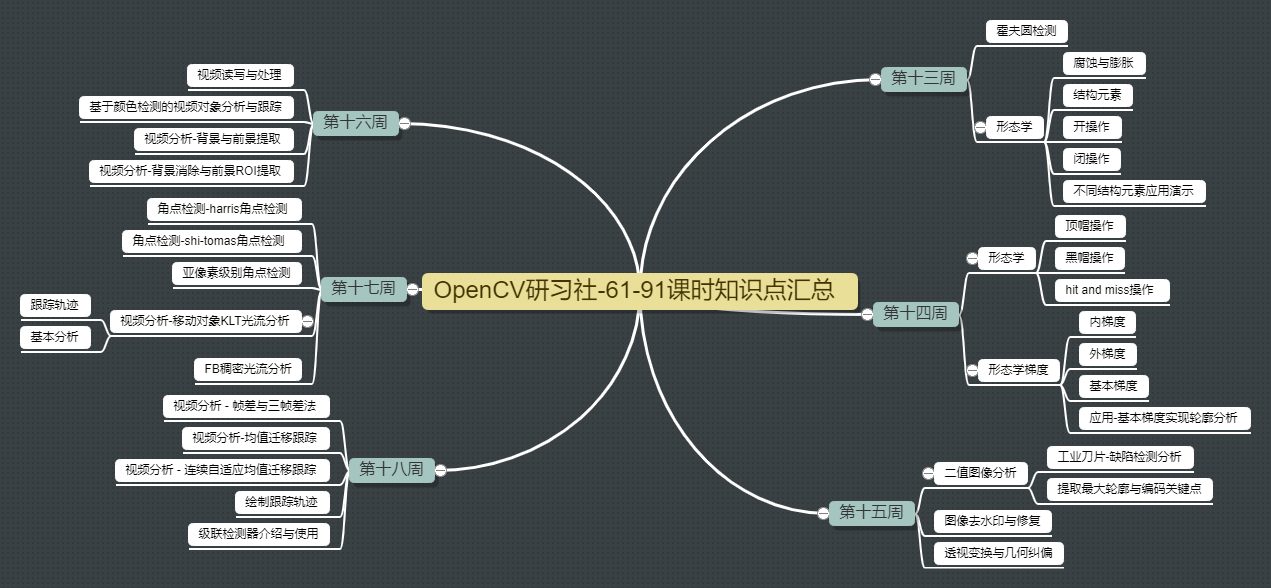 OpenCV研习社-61-91课时知识点汇总
第十三周
霍夫圆检测
形态学
腐蚀与膨胀
结构元素
开操作
闭操作
不同结构元素应用演示
第十四周
形态学
顶帽操作
黑帽操作
hit and miss操作
形态学梯度
内梯度
外梯度
基本梯度
应用-基本梯度实现轮廓分析
第十五周
二值图像分析
工业刀片-缺陷检测分析
提取最大轮廓与编码关键点
图像去水印与修复
透视变换与几何纠偏
第十六周
视频读写与处理
基于颜色检测的视频对象分析与跟踪
视频分析-背景与前景提取
视频分析-背景消除与前景ROI提取
第十七周
角点检测-harris角点检测
角点检测-shi-tomas角点检测
亚像素级别角点检测
视频分析-移动对象KLT光流分析
跟踪轨迹
基本分析
FB稠密光流分析
第十八周
视频分析 - 帧差与三帧差法
视频分析-均值迁移跟踪
视频分析 - 连续自适应均值迁移跟踪
绘制跟踪轨迹
级联检测器介绍与使用